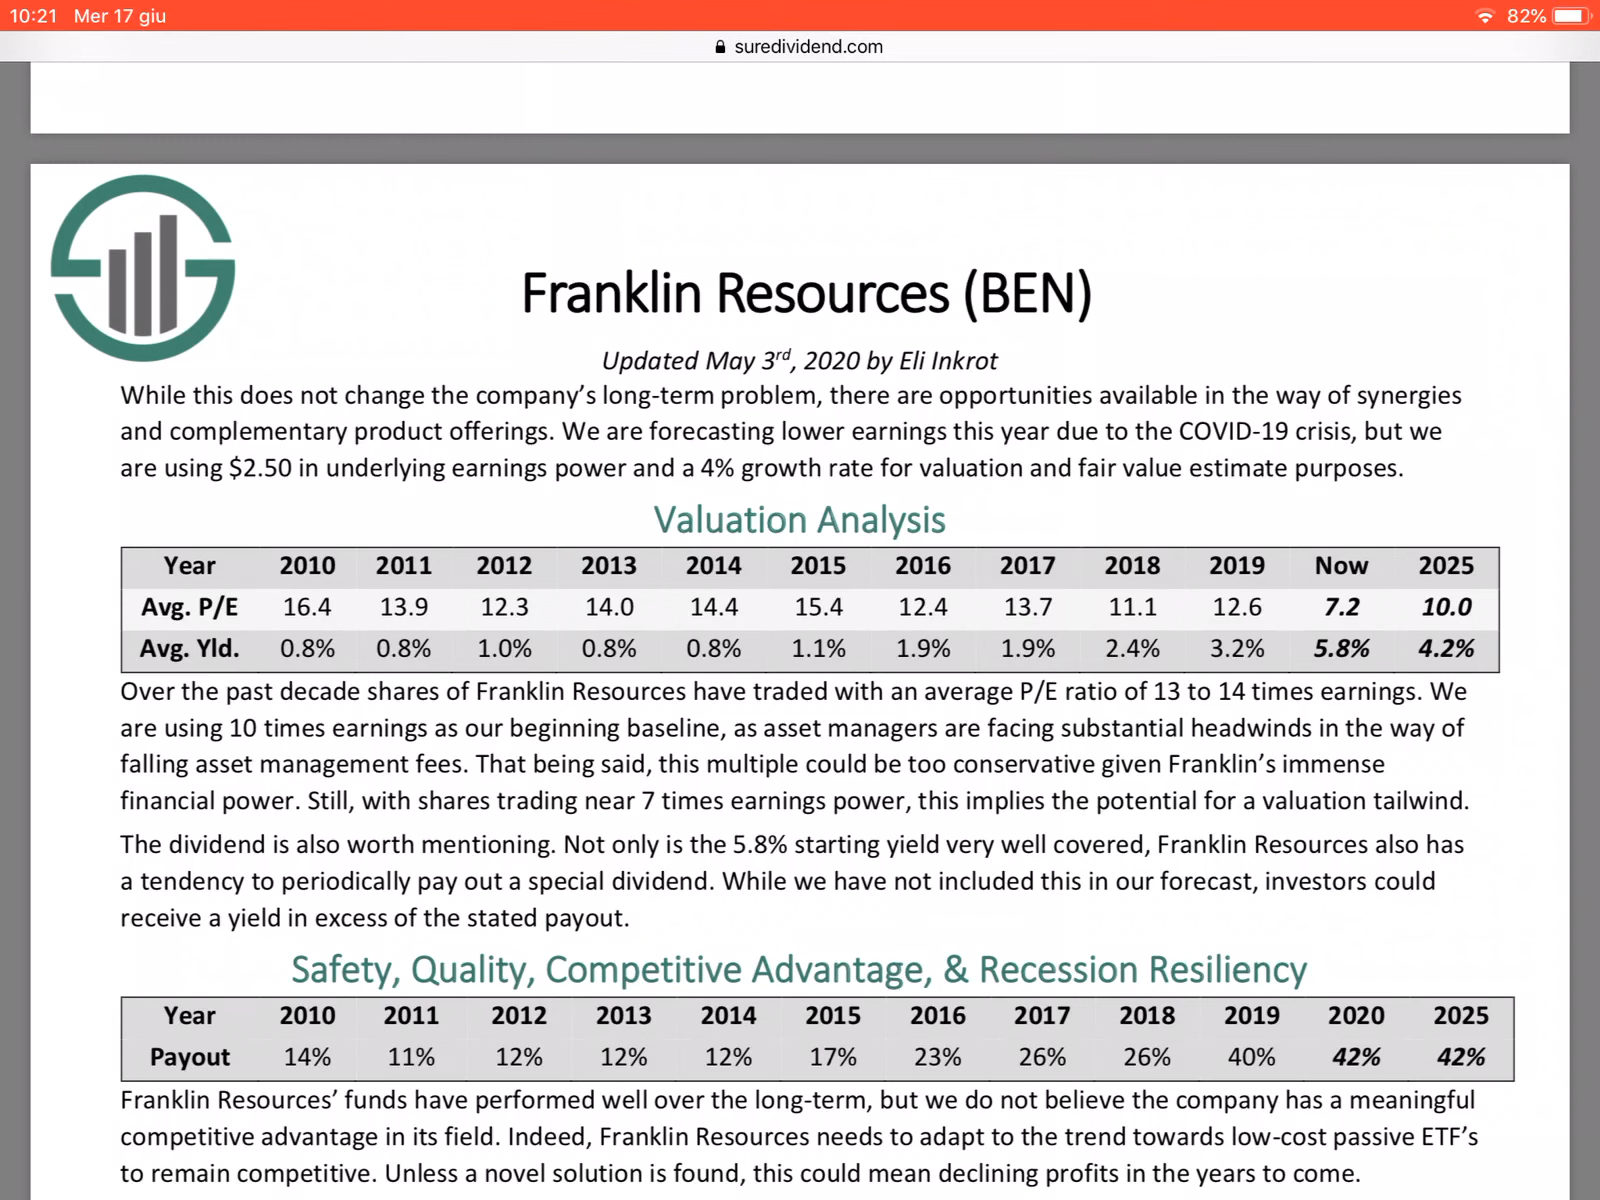 10:21 Mer 17 giu 82%
suredividend.com
Franklin Resources (BEN)
Updated May 3rd, 2020 by Eli Inkrot
While this does not change the company’s long-term problem, there are opportunities available in the way of synergies
and complementary product offerings. We are forecasting lower earnings this year due to the COVID-19 crisis, but we
are using $2.50 in underlying earnings power and a 4% growth rate for valuation and fair value estimate purposes.
Valuation Analysis
Year 2010 2011 2012 2013 2014 2015 2016 2017 2018 2019 Now 2025
Avg. P/E 16.4 13.9 12.3 14.0 14.4 15.4 12.4 13.7 11.1 12.6 7.2 10.0
Avg. Yld. 0.8% 0.8% 1.0% 0.8% 0.8% 1.1% 1.9% 1.9% 2.4% 3.2% 5.8% 4.2%
Over the past decade shares of Franklin Resources have traded with an average P/E ratio of 13 to 14 times earnings. We
are using 10 times earnings as our beginning baseline, as asset managers are facing substantial headwinds in the way of
falling asset management fees. That being said, this multiple could be too conservative given Franklin’s immense
financial power. Still, with shares trading near 7 times earnings power, this implies the potential for a valuation tailwind.
The dividend is also worth mentioning. Not only is the 5.8% starting yield very well covered, Franklin Resources also has
a tendency to periodically pay out a special dividend. While we have not included this in our forecast, investors could
receive a yield in excess of the stated payout.
Safety, Quality, Competitive Advantage, & Recession Resiliency
Year 2010 2011 2012 2013 2014 2015 2016 2017 2018 2019 2020 2025
Payout 14% 11% 12% 12% 12% 17% 23% 26% 26% 40% 42% 42%
Franklin Resources’ funds have performed well over the long-term, but we do not believe the company has a meaningful
competitive advantage in its field. Indeed, Franklin Resources needs to adapt to the trend towards low-cost passive ETF’s
to remain competitive. Unless a novel solution is found, this could mean declining profits in the years to come.